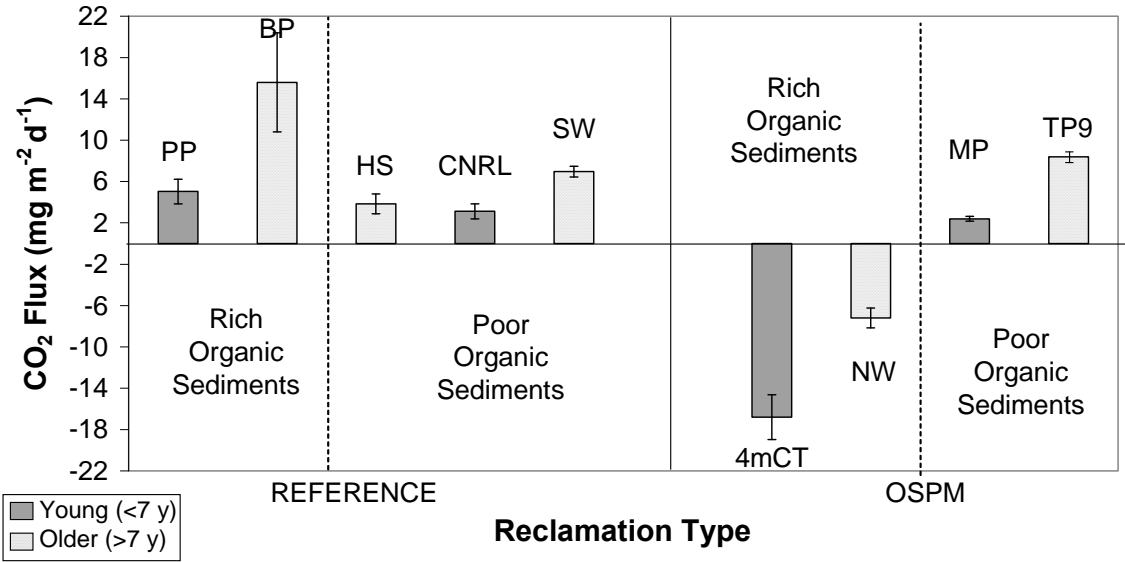 CO2 Flux (mg m-2 d-1)
22
18
14
10
6
2
-2
-6
-10
-14
-18
-22
PP
BP
HS
CNRL
SW
4mCT
NW
MP
TP9
Rich
Organic
Sediments
Poor
Organic
Sediments
Rich
Organic
Sediments
Poor
Organic
Sediments
REFERENCE
OSPM
Reclamation Type
Young (<7 y)
Older (>7 y)